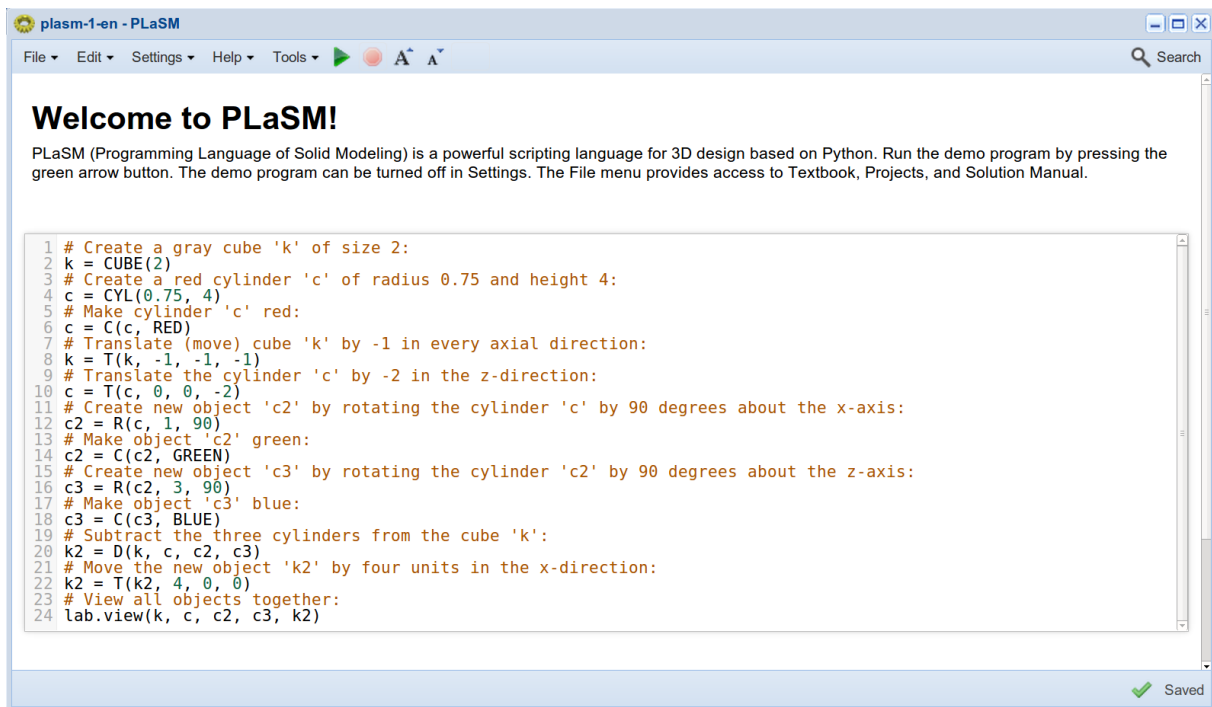 plasm-1-en - PLaSM
File Edit Settings Help Tools A A Search
Welcome to PLaSM!
PLaSM (Programming Language of Solid Modeling) is a powerful scripting language for 3D design based on Python. Run the demo program by pressing the
green arrow button. The demo program can be turned off in Settings. The File menu provides access to Textbook, Projects, and Solution Manual.
1 # Create a gray cube 'k' of size 2:
2 k = CUBE(2)
3 # Create a red cylinder 'c' of radius 0.75 and height 4:
4 c = CYL(0.75, 4)
5 # Make cylinder 'c' red:
6 c = C(c, RED)
7 # Translate (move) cube 'k' by -1 in every axial direction:
8 k = T(k, -1, -1, -1)
9 # Translate the cylinder 'c' by -2 in the z-direction:
10 c = T(c, 0, 0, -2)
11 # Create new object 'c2' by rotating the cylinder 'c' by 90 degrees about the x-axis:
12 c2 = R(c, 1, 90)
13 # Make object 'c2' green:
14 c2 = C(c2, GREEN)
15 # Create new object 'c3' by rotating the cylinder 'c2' by 90 degrees about the z-axis:
16 c3 = R(c2, 3, 90)
17 # Make object 'c3' blue:
18 c3 = C(c3, BLUE)
19 # Subtract the three cylinders from the cube 'k':
20 k2 = D(k, c, c2, c3)
21 # Move the new object 'k2' by four units in the x-direction:
22 k2 = T(k2, 4, 0, 0)
23 # View all objects together:
24 lab.view(k, c, c2, c3, k2)
Saved